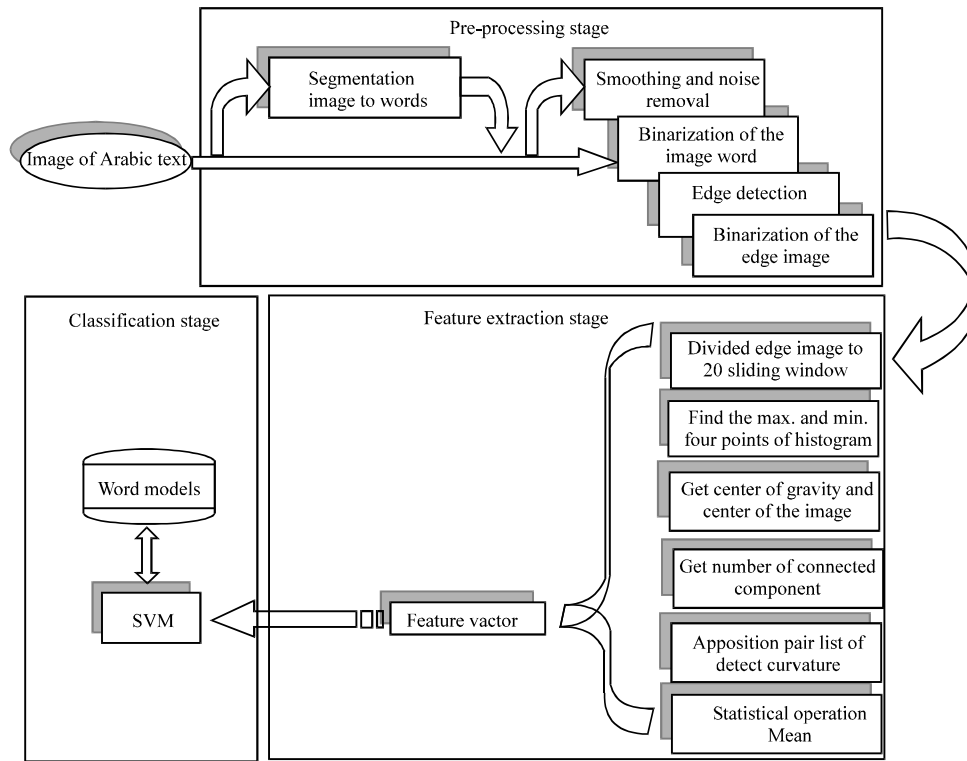 Pre-processing stage
Segmentation
image to words
Smoothing and noise
removal
Image of Arabic text
Binarization of the
image word
Edge detection
Binarization of the
edge image
Classification stage
Word models
SVM
Feature extraction stage
Divided edge image to
20 sliding window
Find the max. and min.
four points of histogram
Get center of gravity and
center of the image
Get number of connected
component
Feature vactor
Apposition pair list of
detect curvature
Statistical operation
Mean